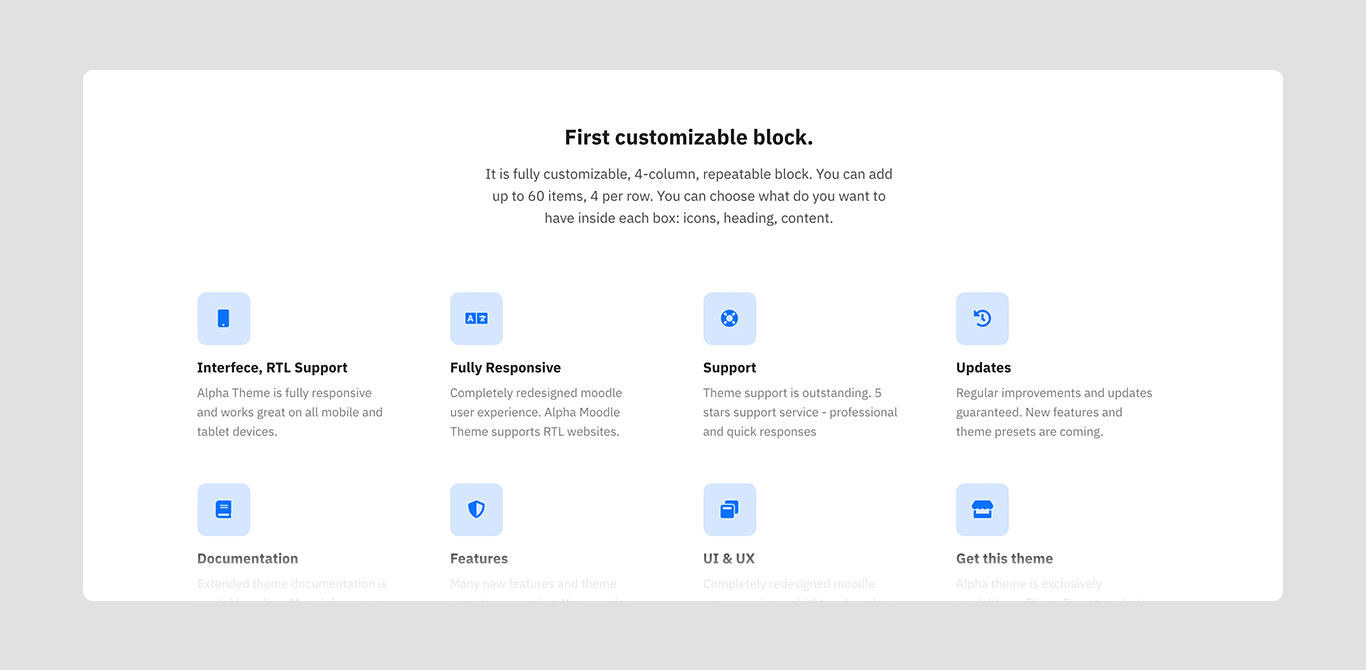 First customizable block.
It is fully customizable, 4-column, repeatable block. You can add
up to 60 items, 4 per row. You can choose what do you want to
have inside each box: icons, heading, content.
A
Interfece, RTL Support
Alpha Theme is fully responsive
and works great on all mobile and
tablet devices.
Fully Responsive
Completely redesigned moodle
user experience. Alpha Moodle
Theme supports RTL websites.
Support
Theme support is outstanding. 5
stars support service - professional
and quick responses
Updates
Regular improvements and updates
guaranteed. New features and
theme presets are coming.
Documentation
Extended theme documentation is
Features
Many new features and theme
UI & UX
Completely redesigned moodle
Get this theme
Alpha theme is exclusively